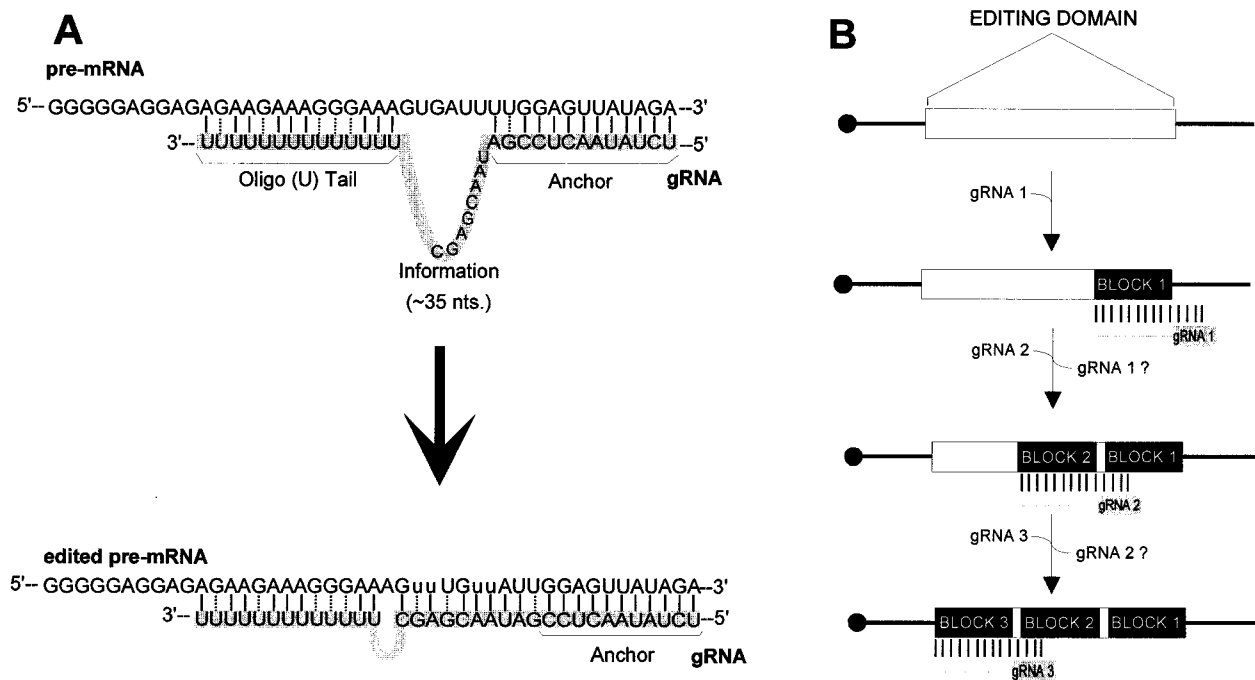 A
pre-mRNA
5'-- GGGGGAGGAGAGAAGAAAGGGAAAGUGAUUUUGGAGUUAUAGA--3'
3'-- UUUUUUUUUUUUUU CGAGCAAU AGCCUCAAUAUCU--5'
Oligo (U) Tail
Anchor
gRNA
Information
(~35 nts.)
edited pre-mRNA
5'-- GGGGGAGGAGAGAAGAAAGGGAAAGuuUGuuAUUGGAGUUAUAGA--3'
3'-- UUUUUUUUUUUUU CGAGCAAUAGCCUCAAUAUCU--5'
Anchor
gRNA
B
EDITING DOMAIN
gRNA 1
BLOCK 1
gRNA 1
gRNA 2
gRNA 1 ?
BLOCK 2
BLOCK 1
gRNA 2
gRNA 3
gRNA 2 ?
BLOCK 3
BLOCK 2
BLOCK 1
gRNA 3